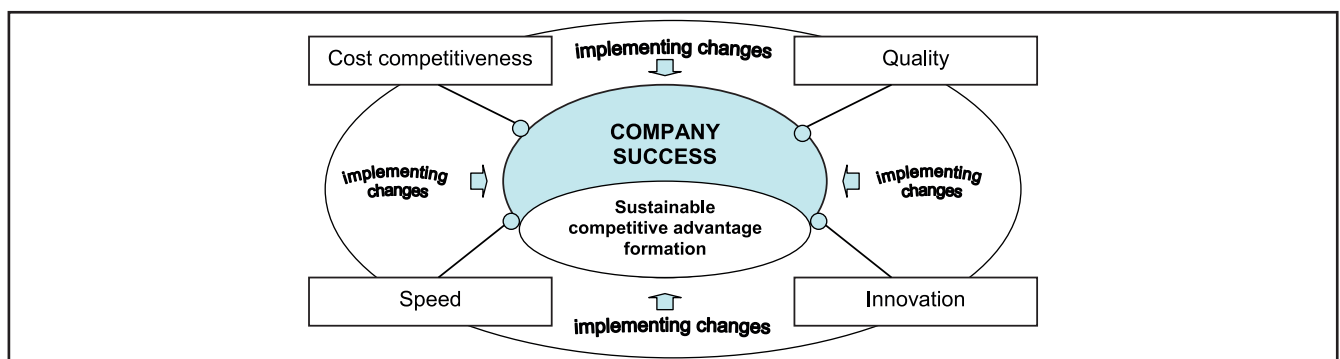 implementing changes
Cost competitiveness
Quality
COMPANY
SUCCESS
implementing
changes
implementing
changes
Sustainable
competitive advantage
formation
Speed
Innovation
implementing changes